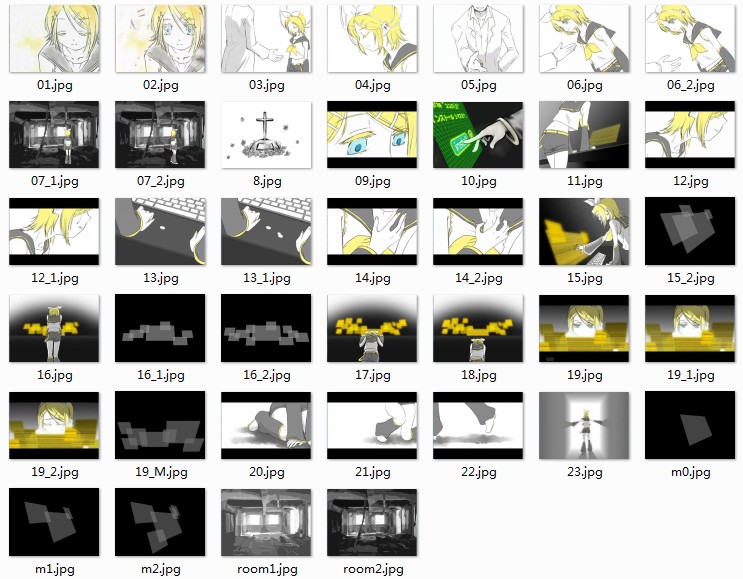 01.jpg 02.jpg 03.jpg 04.jpg 05.jpg 06.jpg 06_2.jpg
07_1.jpg 07_2.jpg 8.jpg 09.jpg 10.jpg 11.jpg 12.jpg
12_1.jpg 13.jpg 13_1.jpg 14.jpg 14_2.jpg 15.jpg 15_2.jpg
16.jpg 16_1.jpg 16_2.jpg 17.jpg 18.jpg 19.jpg 19_1.jpg
19_2.jpg 19_M.jpg 20.jpg 21.jpg 22.jpg 23.jpg m0.jpg
m1.jpg m2.jpg room1.jpg room2.jpg